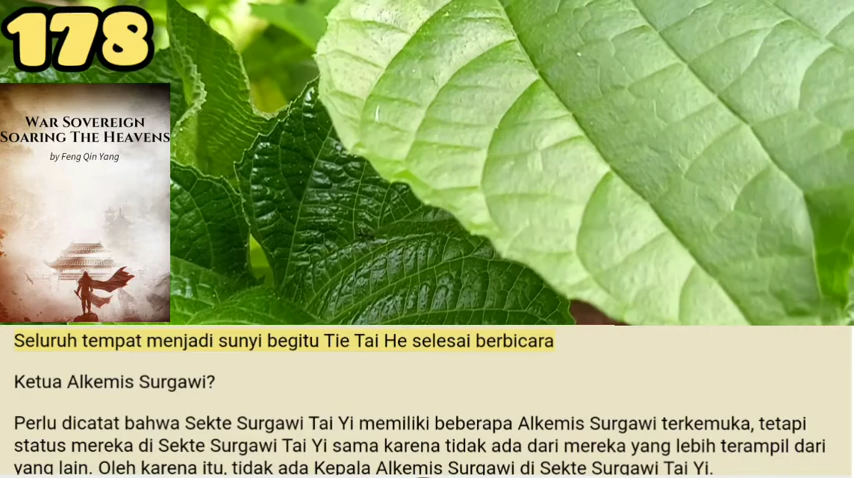 178
WAR SOVEREIGN
SOARING THE HEAVENS
by Feng Qin Yang
Seluruh tempat menjadi sunyi begitu Tie Tai He selesai berbicara
Ketua Alkemis Surgawi?
Perlu dicatat bahwa Sekte Surgawi Tai Yi memiliki beberapa Alkemis Surgawi terkemuka, tetapi
status mereka di Sekte Surgawi Tai Yi sama karena tidak ada dari mereka yang lebih terampil dari
yang lain. Oleh karena itu, tidak ada Kepala Alkemis Surgawi di Sekte Surgawi Tai Yi.